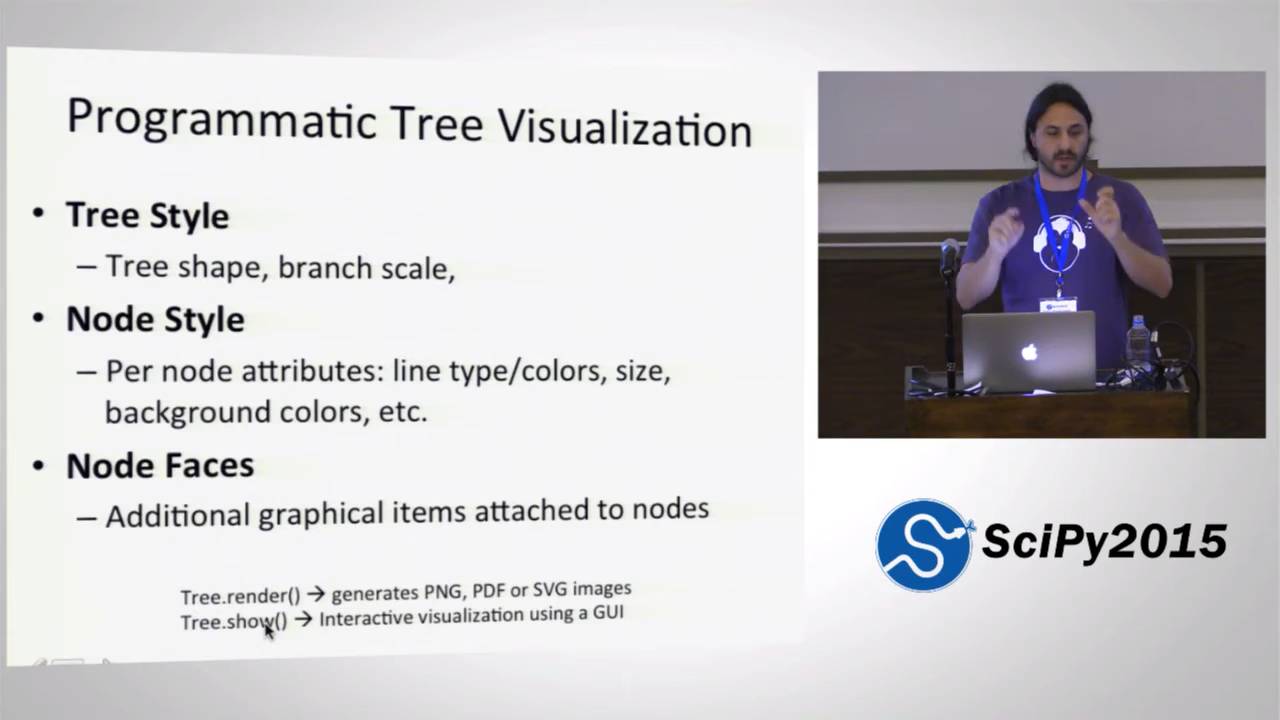 Programmatic Tree Visualization
• Tree Style
– Tree shape, branch scale,
• Node Style
– Per node attributes: line type/colors, size,
background colors, etc.
• Node Faces
– Additional graphical items attached to nodes
Tree.render() → generates PNG, PDF or SVG images
Tree.show() → Interactive visualization using a GUI
SciPy2015